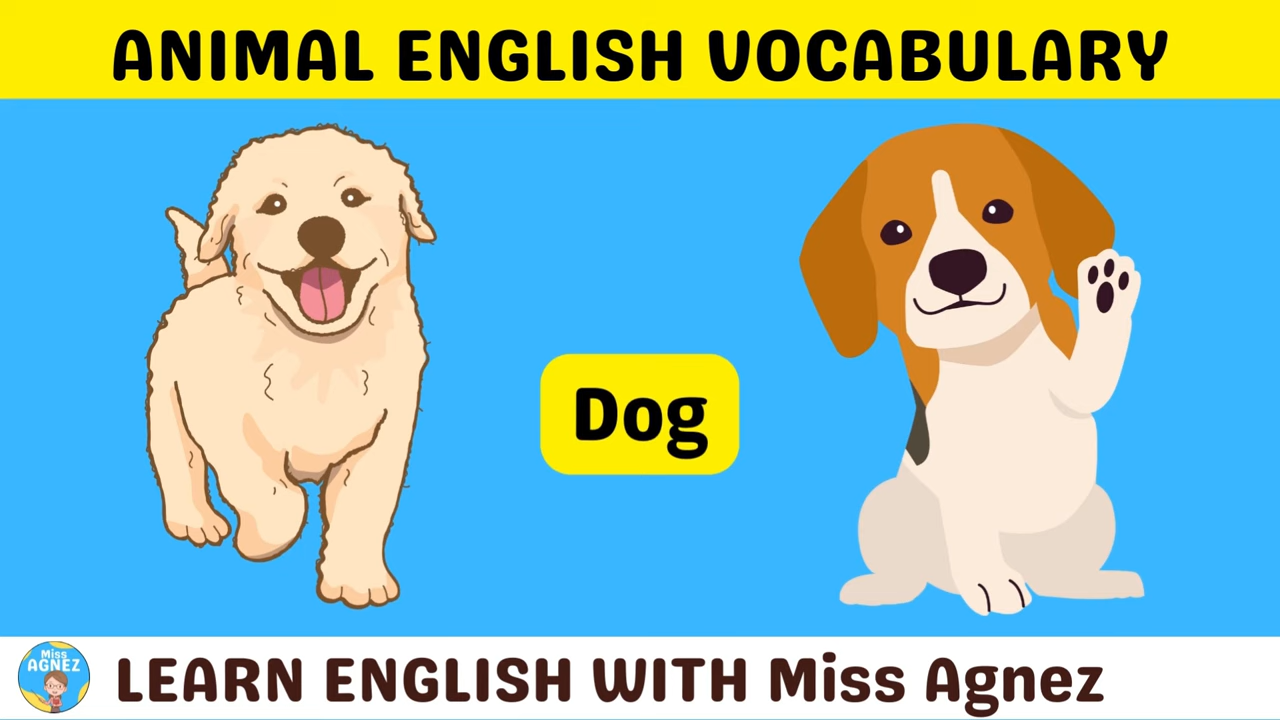 ANIMAL ENGLISH VOCABULARY
Dog
Miss
AGNEZ
LEARN ENGLISH WITH Miss Agnez